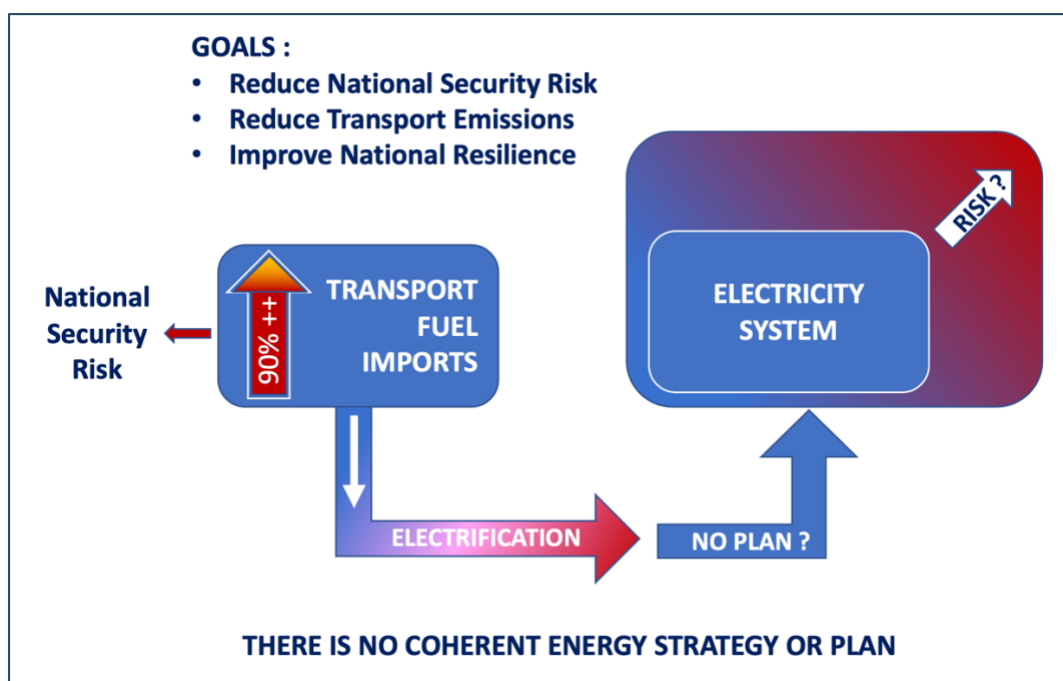 GOALS :
• Reduce National Security Risk
• Reduce Transport Emissions
• Improve National Resilience
National
Security
Risk
90% ++
TRANSPORT
FUEL
IMPORTS
RISK ?
ELECTRICITY
SYSTEM
ELECTRIFICATION
NO PLAN ?
THERE IS NO COHERENT ENERGY STRATEGY OR PLAN